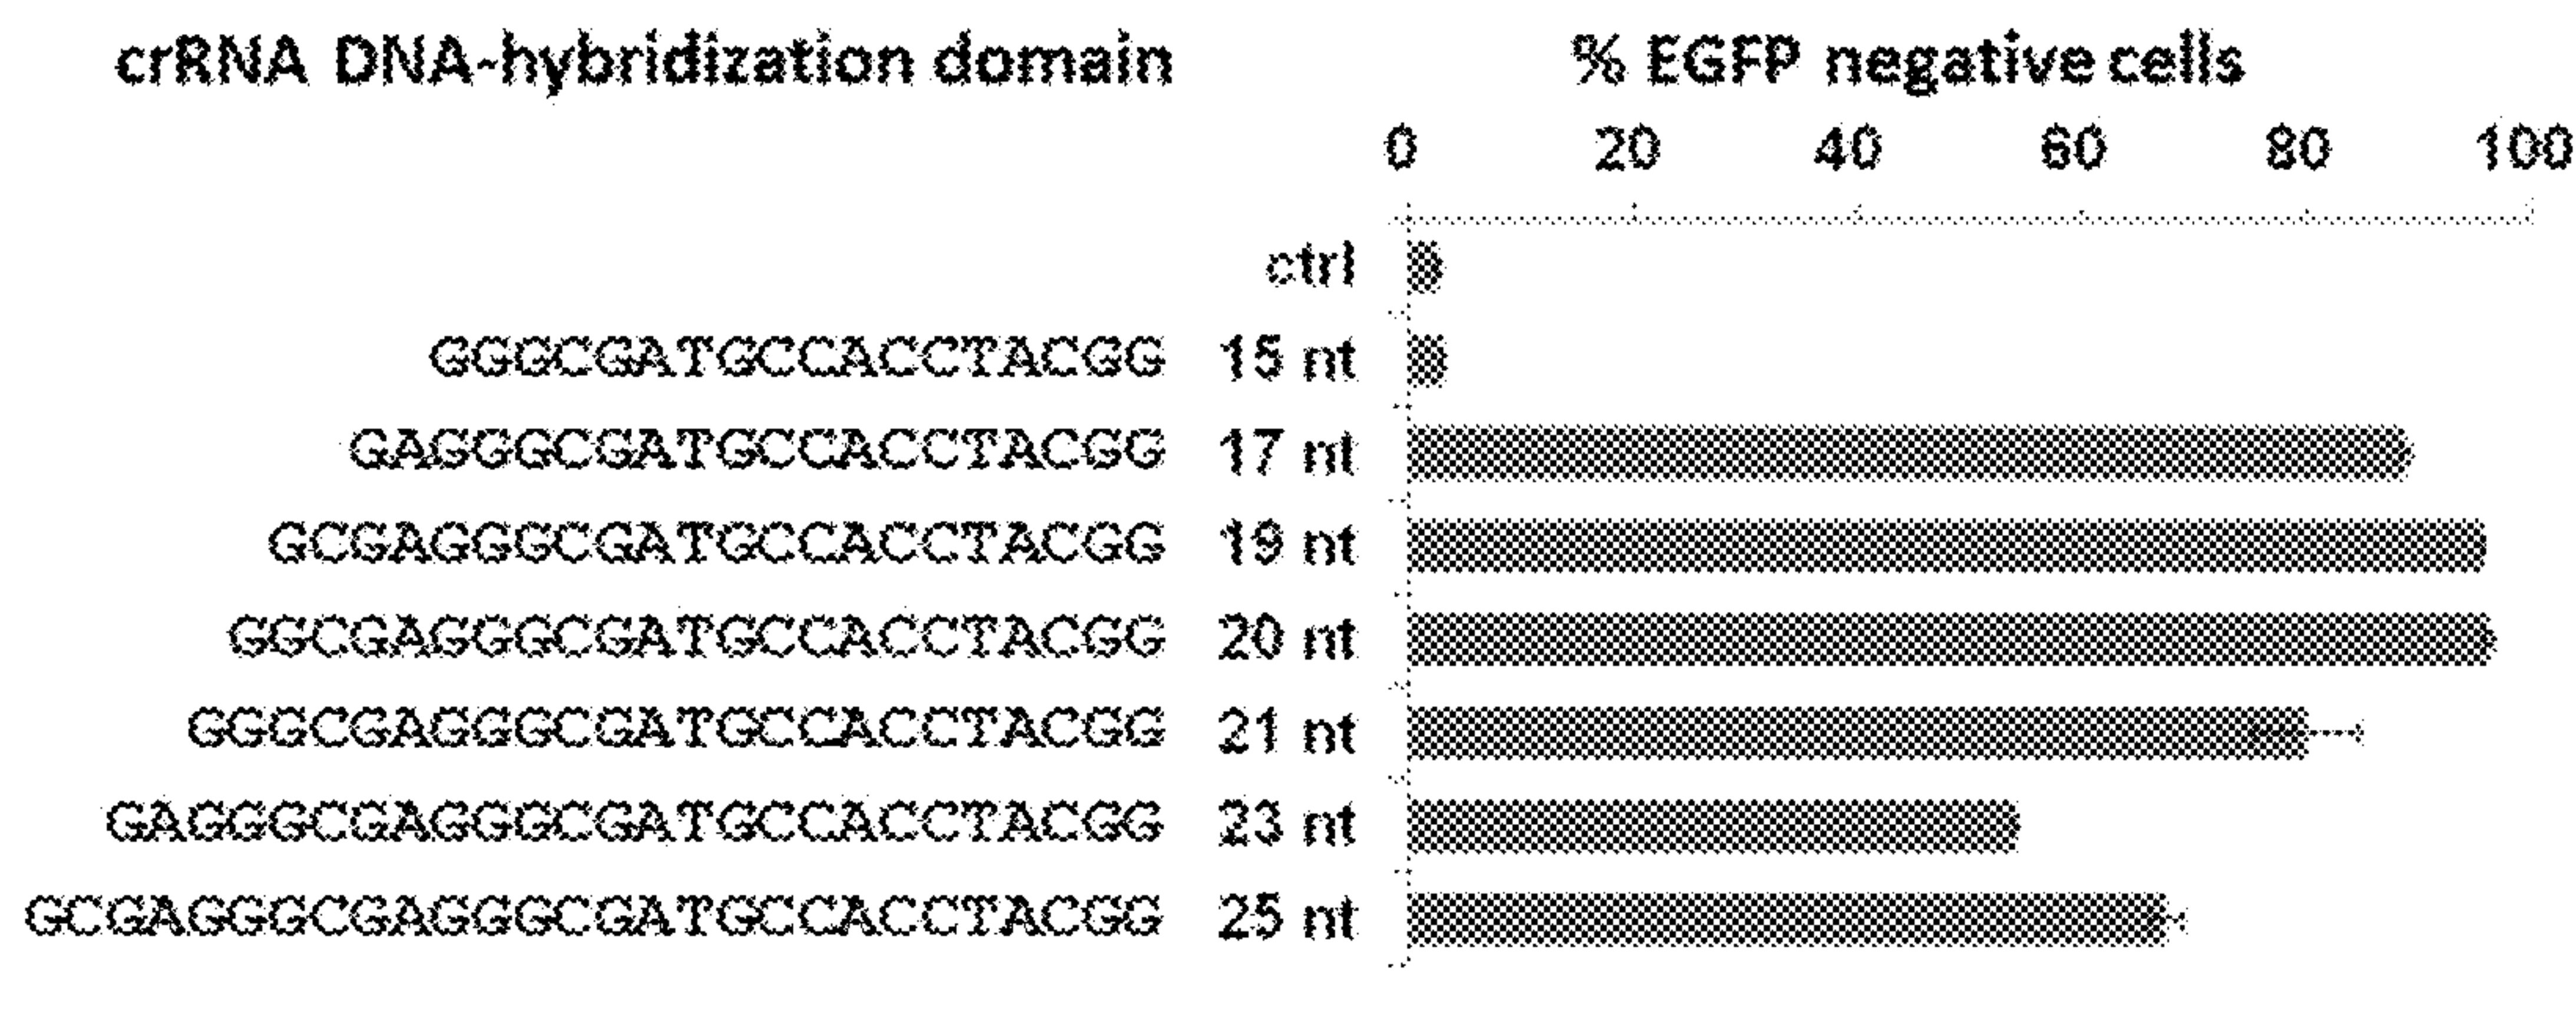 crRNA DNA-hybridization domain
% EGFP negative cells
0 20 40 60 80 100
ctrl
GGGCGATGCCACCTACGG 15 nt
GAGGGCGATGCCACCTACGG 17 nt
GCGAGGGCGATGCCACCTACGG 19 nt
GGCGAGGGCGATGCCACCTACGG 20 nt
GGGCGAGGGCGATGCCACCTACGG 21 nt
GAGGGCGAGGGCGATGCCACCTACGG 23 nt
GCGAGGGCGAGGGCGATGCCACCTACGG 25 nt